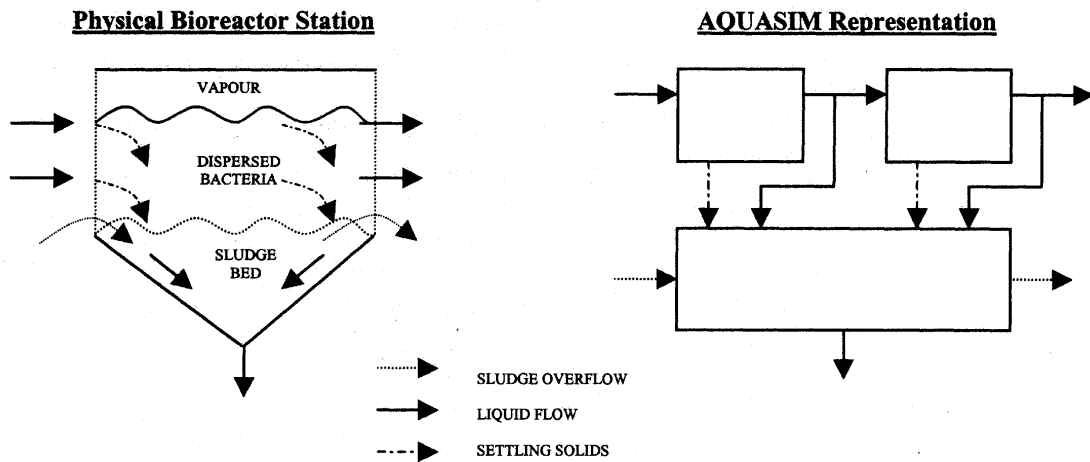 Physical Bioreactor Station
AQUASIM Representation
VAPOUR
DISPERSED
BACTERIA
SLUDGE
BED
SLUDGE OVERFLOW
LIQUID FLOW
SETTLING SOLIDS